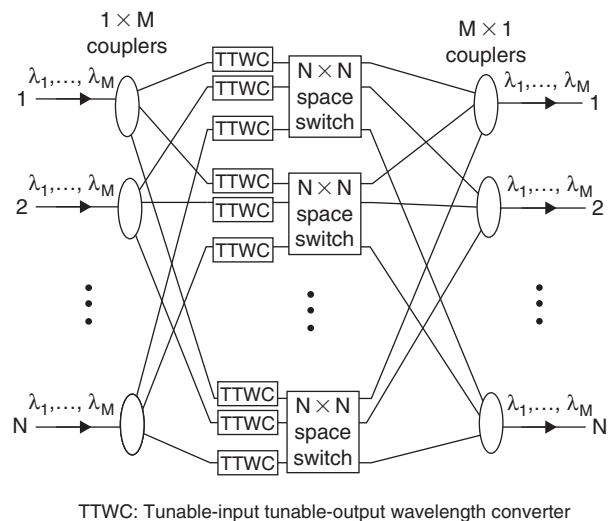 1 × M
couplers
M × 1
couplers
λ1,..., λM
1
TTWC
TTWC
TTWC
N × N
space
switch
λ1,..., λM
1
λ1,..., λM
2
TTWC
TTWC
TTWC
N × N
space
switch
λ1,..., λM
2
λ1,..., λM
N
TTWC
TTWC
TTWC
N × N
space
switch
λ1,..., λM
N
TTWC: Tunable-input tunable-output wavelength converter